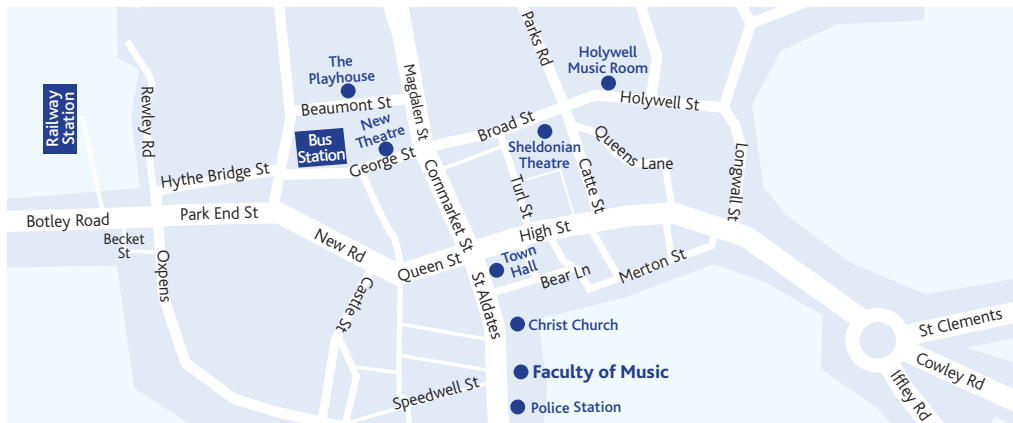 Parks Rd
The
Playhouse
Holywell
Music Room
Magdalen St
Railway
Station
Rewley Rd
Beaumont St
Holywell St
New
Theatre
Broad St
Bus
Station
George St
Sheldonian
Theatre
Queens Lane
Longwall St
Hythe Bridge St
Cornmarket St
Turl St
Catte St
Botley Road
Park End St
High St
Becket
St
New Rd
Queen St
Town
Hall
Bear Ln
Merton St
Oxpens
Castle St
St Aldates
Christ Church
St Clements
Faculty of Music
Cowley Rd
Iffley Rd
Speedwell St
Police Station